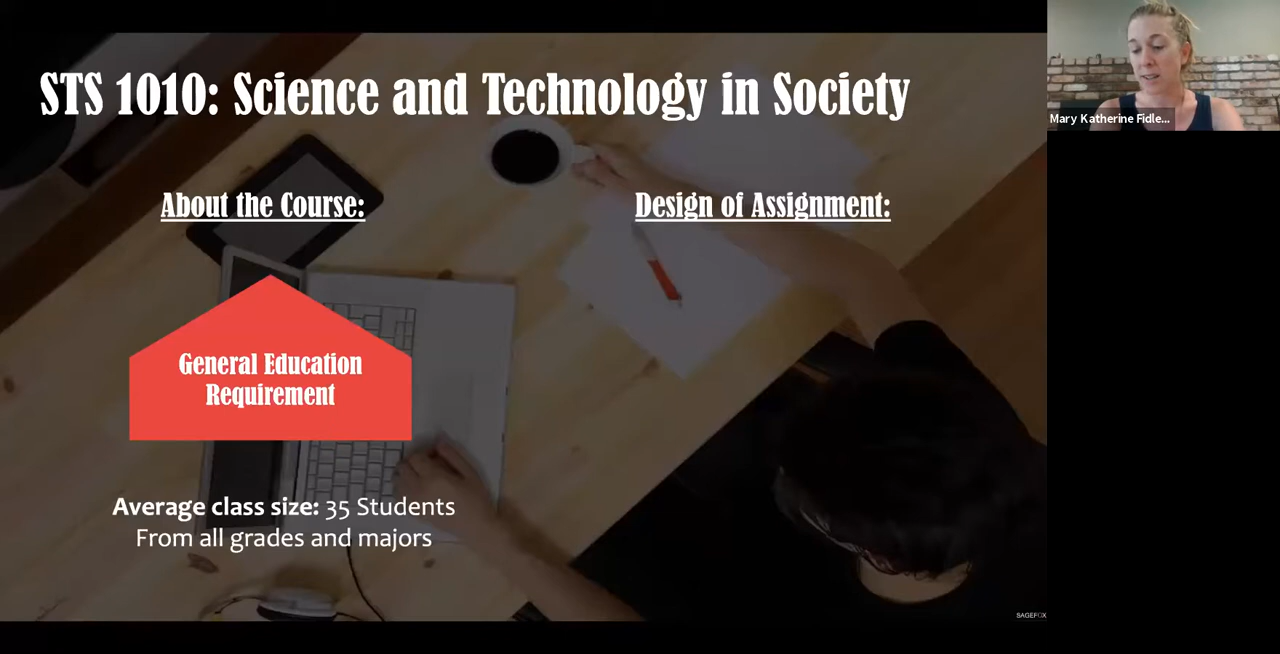 STS 1010: Science and Technology in Society
About the Course:
Design of Assignment:
General Education
Requirement
Average class size: 35 Students
From all grades and majors
Mary Katherine Fidle...
SAGEFOX